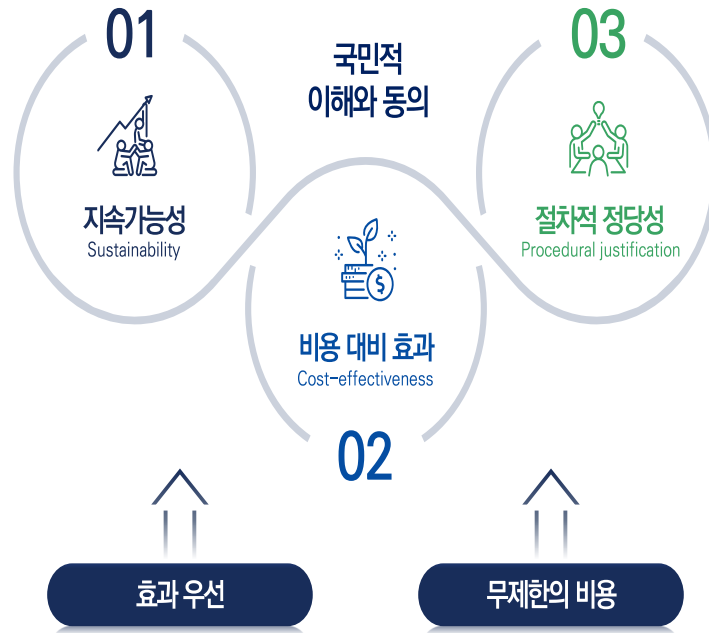 01
지속가능성
Sustainability
국민적
이해와 동의
03
절차적 정당성
Procedural justification
비용 대비 효과
Cost-effectiveness
02
효과 우선
무제한의 비용